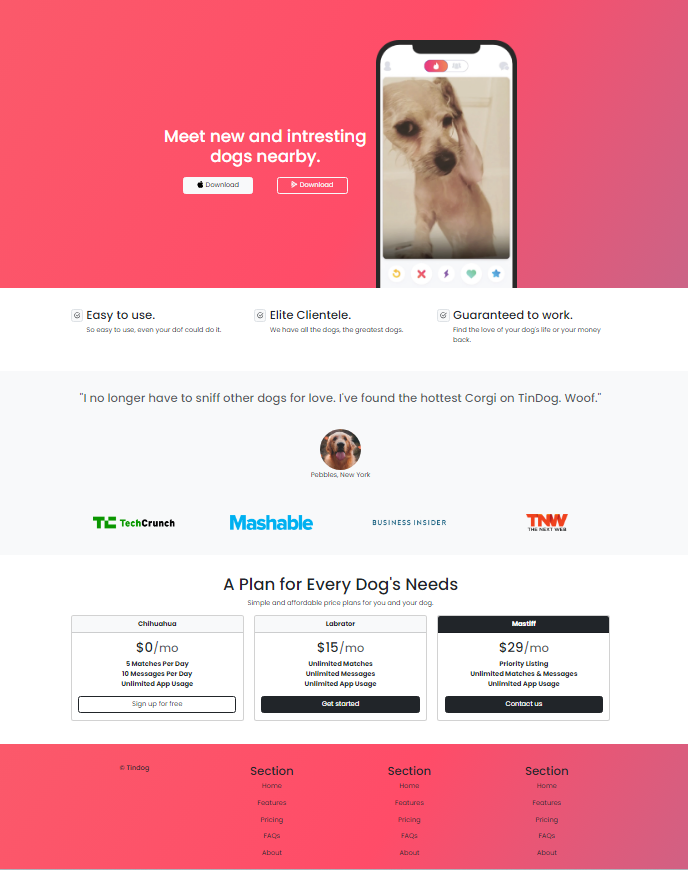 Meet new and intresting
dogs nearby.
Download
Download
Easy to use.
So easy to use, even your dof could do it.
Elite Clientele.
We have all the dogs, the greatest dogs.
Guaranteed to work.
Find the love of your dog's life or your money
back.
"I no longer have to sniff other dogs for love. I've found the hottest Corgi on TinDog. Woof."
Pebbles, New York
TechCrunch
Mashable
BUSINESS INSIDER
TNW
THE NEXT WEB
A Plan for Every Dog's Needs
Simple and affordable price plans for you and your dog.
Chihuahua
$0/mo
5 Matches Per Day
10 Messages Per Day
Unlimited App Usage
Sign up for free
Labrator
$15/mo
Unlimited Matches
Unlimited Messages
Unlimited App Usage
Get started
Mastiff
$29/mo
Priority Listing
Unlimited Matches & Messages
Unlimited App Usage
Contact us
© Tindog
Section
Home
Features
Pricing
FAQs
About
Section
Home
Features
Pricing
FAQs
About
Section
Home
Features
Pricing
FAQs
About